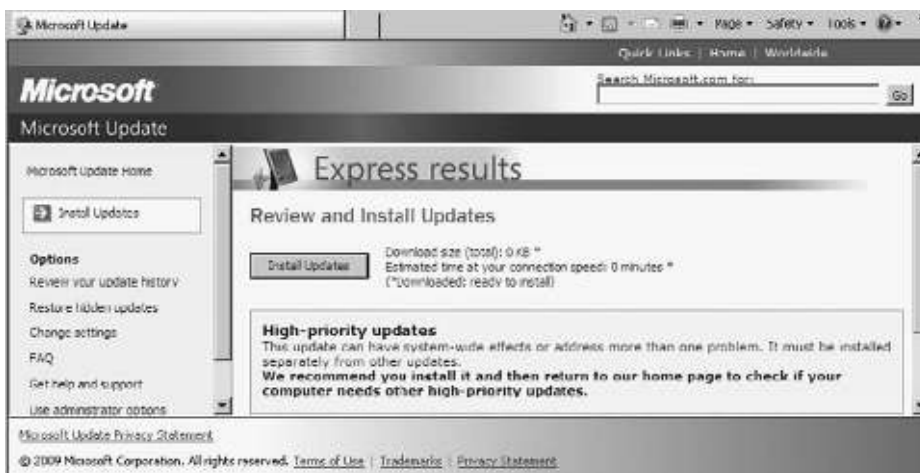 Microsoft Update
Page
Safety
Tools
Quick Links | Home | Worldwide
Microsoft
Search Microsoft.com for:
Go
Microsoft Update
Microsoft Update Home
Install Updates
Options
Review your update history
Restore hidden updates
Change settings
FAQ
Get help and support
Use administrator options
Express results
Review and Install Updates
Install Updates
Download size (total): 0 KB *
Estimated time at your connection speed: 0 minutes *
(*Downloaded; ready to install)
High-priority updates
This update can have system-wide effects or address more than one problem. It must be installed
separately from other updates.
We recommend you install it and then return to our home page to check if your
computer needs other high-priority updates.
Microsoft Update Privacy Statement
© 2009 Microsoft Corporation. All rights reserved. Terms of Use | Trademarks | Privacy Statement